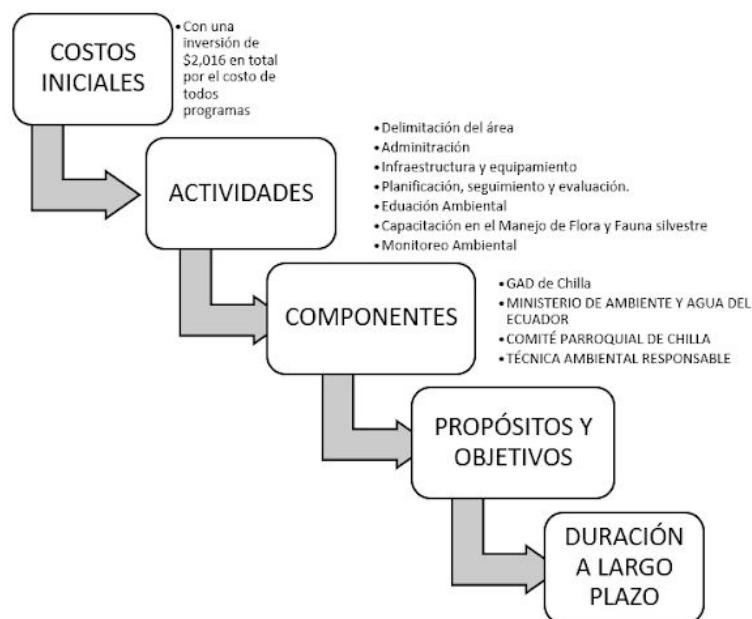 COSTOS
INICIALES
•Con una
inversión de
$2,016 en total
por el costo de
todos
programas
ACTIVIDADES
•Delimitación del área
•Adminitración
•Infraestructura y equipamiento
•Planificación, seguimiento y evaluación.
•Eduación Ambiental
•Capacitación en el Manejo de Flora y Fauna silvestre
•Monitoreo Ambiental
COMPONENTES
•GAD de Chilla
•MINISTERIO DE AMBIENTE Y AGUA DEL
ECUADOR
•COMITÉ PARROQUIAL DE CHILLA
•TÉCNICA AMBIENTAL RESPONSABLE
PROPÓSITOS Y
OBJETIVOS
DURACIÓN
A LARGO
PLAZO